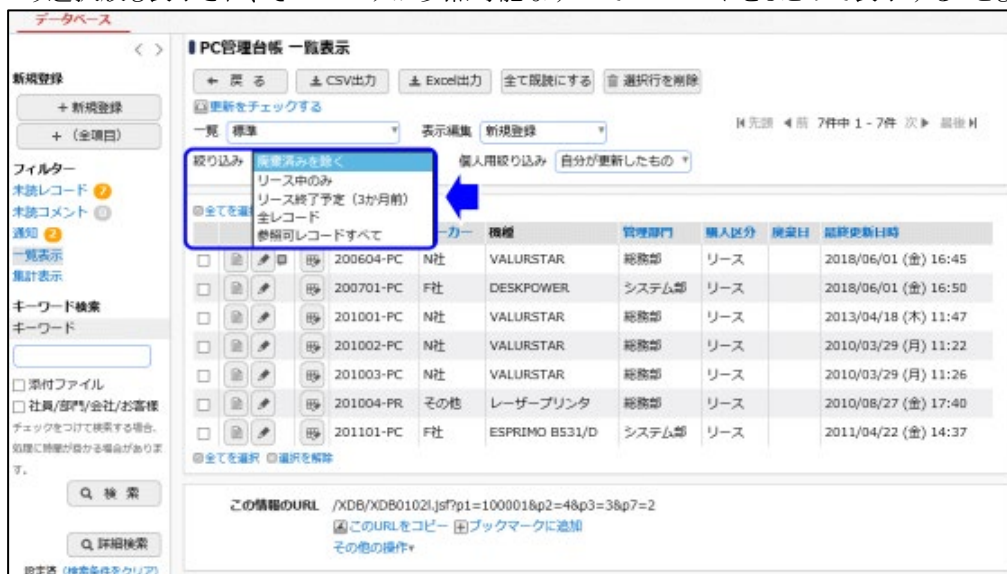 データベース
< >
新規登録
+ 新規登録
+ (全項目)
フィルター
未読レコード 7
未読コメント 0
通知 2
一覧表示
集計表示
キーワード検索
キーワード
添付ファイル
社員/部門/会社/お客様
チェックをつけて検索する場合、
処理に時間が掛かる場合がありま
す。
検 索
詳細検索
設定済 (検索条件をクリア)
PC管理台帳 一覧表示
← 戻 る CSV出力 Excel出力 全て既読にする 選択行を削除
更新をチェックする
一覧 標準 表示編集 新規登録 先頭 前 7件中 1 - 7件 次 最後
絞り込み 廃棄済みを除く 個人用絞り込み 自分が更新したもの
リース中のみ
リース終了予定（3か月前）
全レコード
参照可レコードすべて
全てを選
ーカー 機種 管理部門 購入区分 廃棄日 最終更新日時
200604-PC N社 VALURSTAR 総務部 リース 2018/06/01 (金) 16:45
200701-PC F社 DESKPOWER システム部 リース 2018/06/01 (金) 16:50
201001-PC N社 VALURSTAR 総務部 リース 2013/04/18 (木) 11:47
201002-PC N社 VALURSTAR 総務部 リース 2010/03/29 (月) 11:22
201003-PC N社 VALURSTAR 総務部 リース 2010/03/29 (月) 11:26
201004-PR その他 レーザープリンタ 総務部 リース 2010/08/27 (金) 17:40
201101-PC F社 ESPRIMO B531/D システム部 リース 2011/04/22 (金) 14:37
全てを選択 選択を解除
この情報のURL /XDB/XDB0102l.jsf?p1=100001&p2=4&p3=3&p7=2
このURLをコピー ブックマークに追加
その他の操作